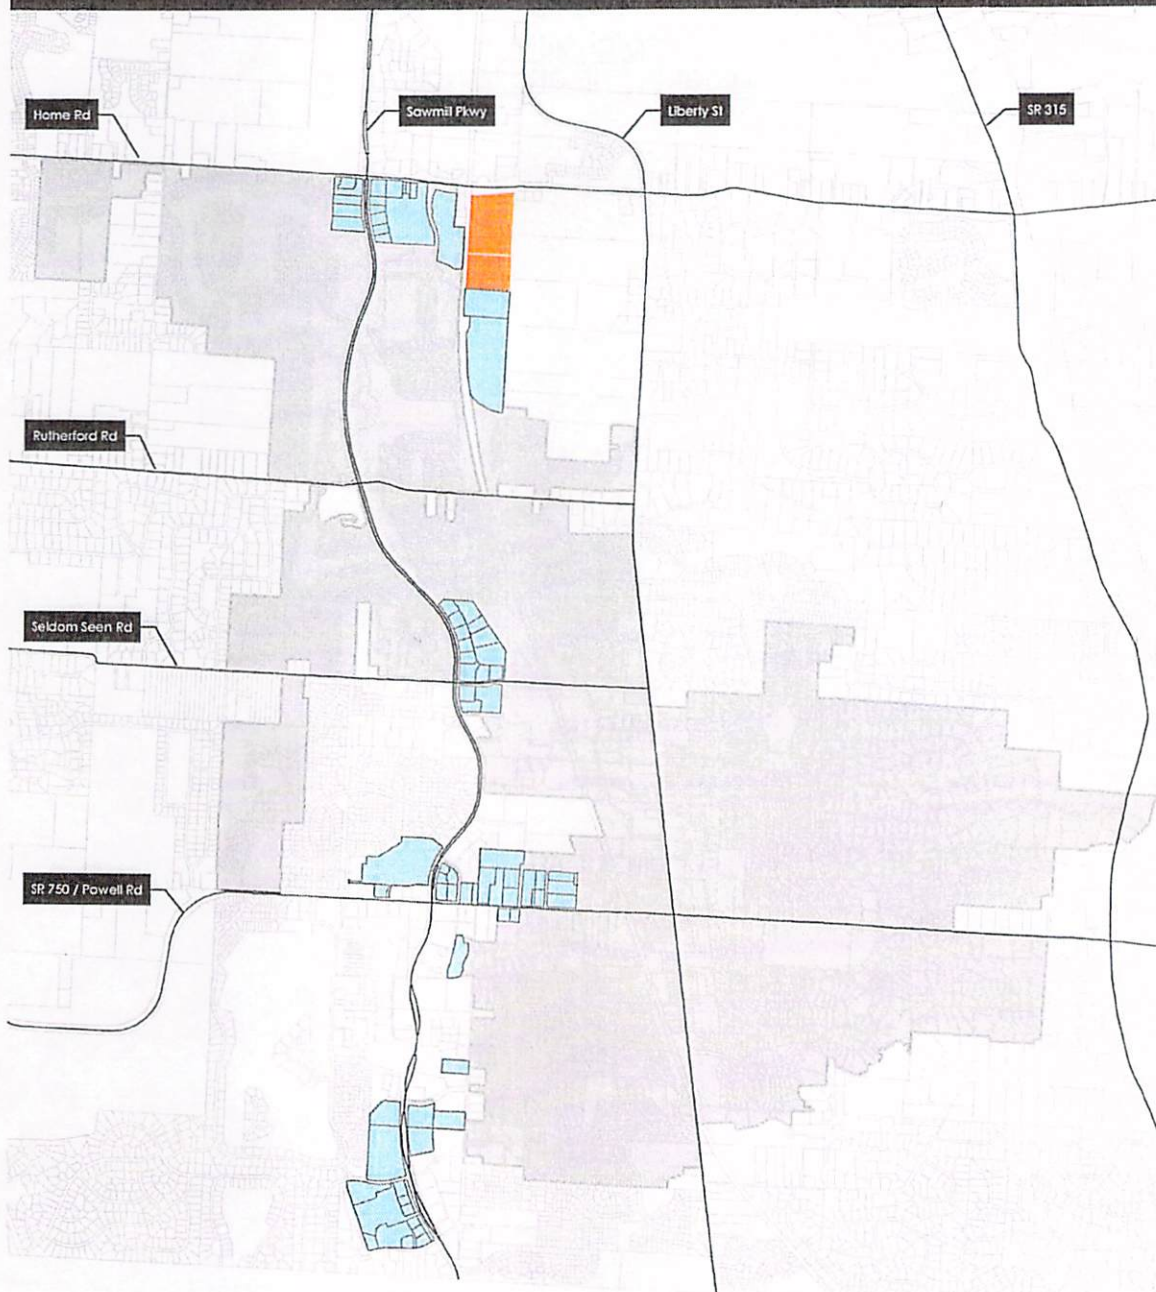 Home Rd
Sawmill Pkwy
Liberty St
SR 315
Rutherford Rd
Seldom Seen Rd
SR 750 / Powell Rd